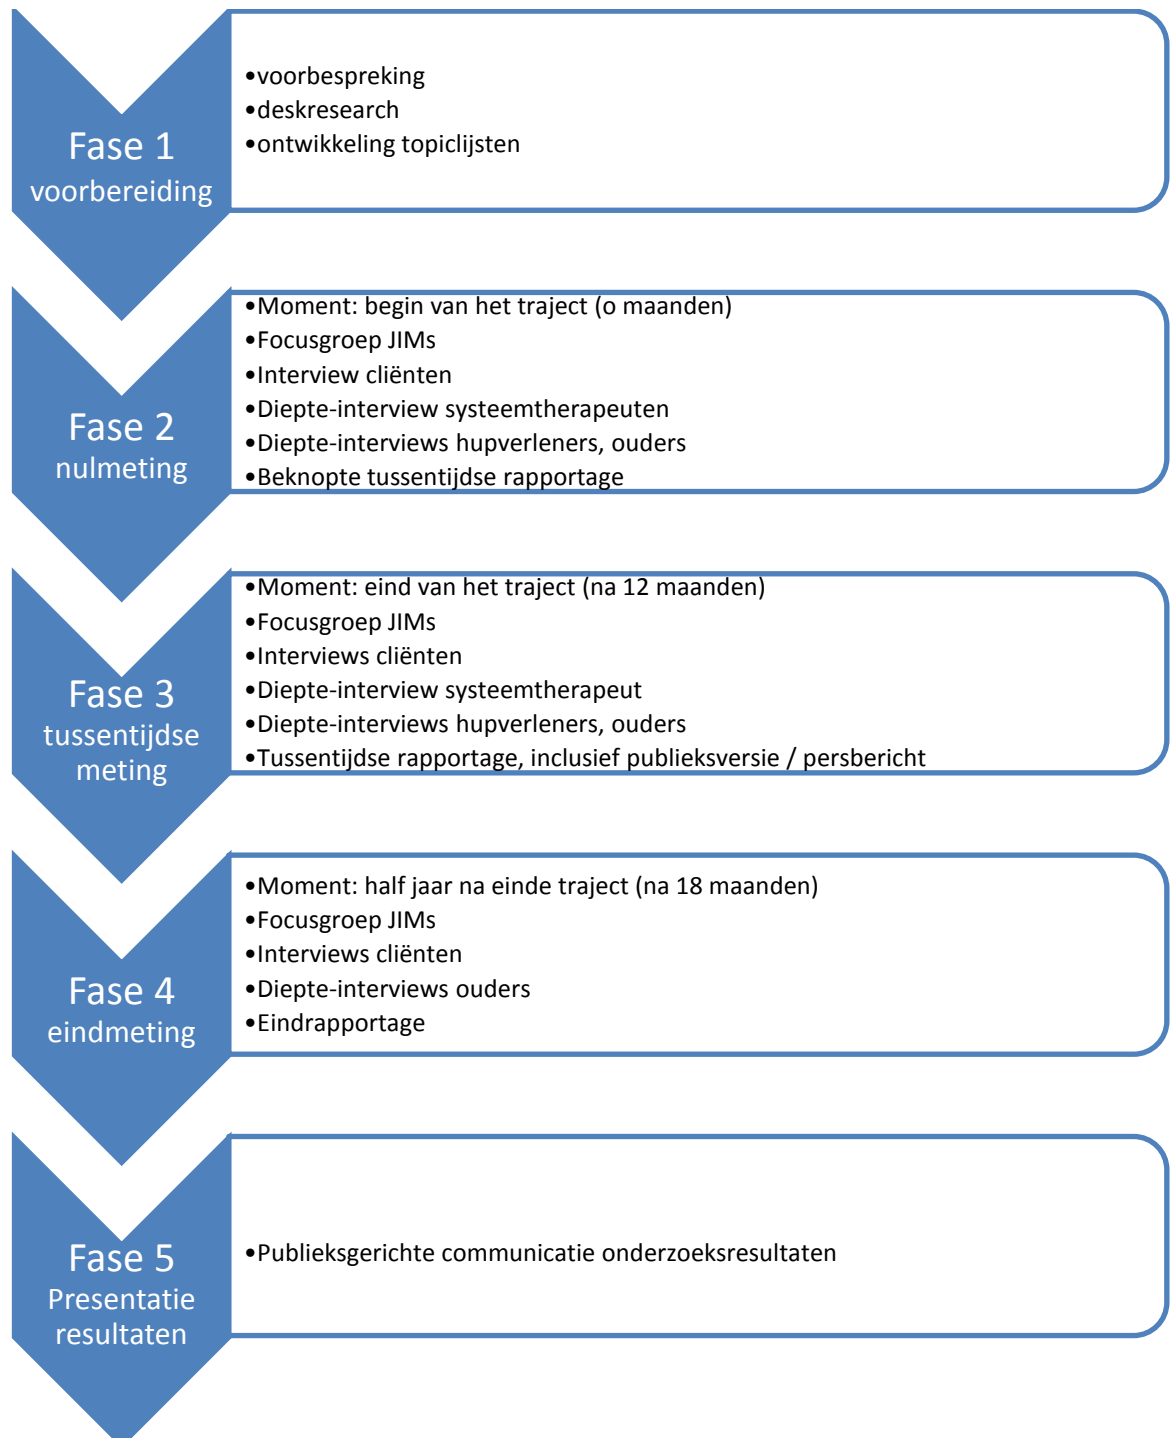 Fase 1
voorbereiding
•voorbespreking
•deskresearch
•ontwikkeling topiclijsten
Fase 2
nulmeting
•Moment: begin van het traject (o maanden)
•Focusgroep JIMs
•Interview cliënten
•Diepte-interview systeemtherapeuten
•Diepte-interviews hupverleners, ouders
•Beknopte tussentijdse rapportage
Fase 3
tussentijdse
meting
•Moment: eind van het traject (na 12 maanden)
•Focusgroep JIMs
•Interviews cliënten
•Diepte-interview systeemtherapeut
•Diepte-interviews hupverleners, ouders
•Tussentijdse rapportage, inclusief publieksversie / persbericht
Fase 4
eindmeting
•Moment: half jaar na einde traject (na 18 maanden)
•Focusgroep JIMs
•Interviews cliënten
•Diepte-interviews ouders
•Eindrapportage
Fase 5
Presentatie
resultaten
•Publieksgerichte communicatie onderzoeksresultaten